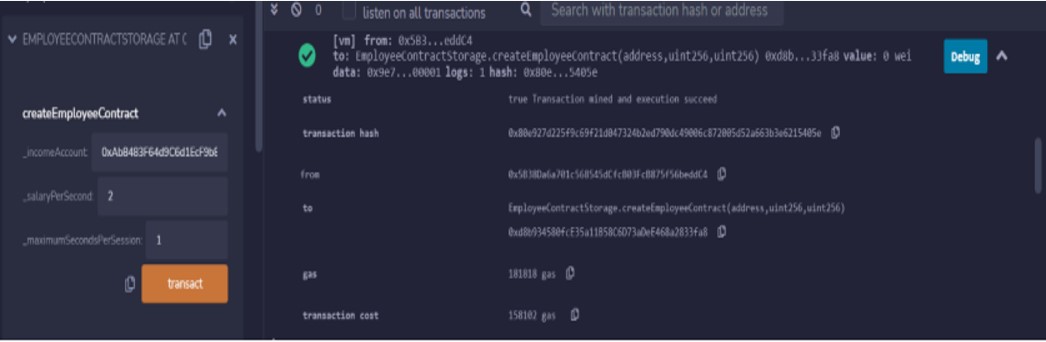 EMPLOYEECONTRACTSTORAGE AT (
createEmployeeContract
_incomeAccount: 0xAb8483F64d9C6d1EcF9bE
_salaryPerSecond: 2
_maximumSecondsPerSession: 1
transact
0 listen on all transactions Search with transaction hash or address
[vm] from: 0x5B3...eddC4
to: EmployeeContractStorage.createEmployeeContract(address,uint256,uint256) 0xd8b...33fa8 value: 0 wei
data: 0x9e7...00001 logs: 1 hash: 0x80e...5405e
Debug
status true Transaction mined and execution succeed
transaction hash
from 0x5B38Da6a701c568545dCfcB03FcB875f56beddC4
to EmployeeContractStorage.createEmployeeContract(address,uint256,uint256)
0xd8b934580fcE35a11B58C6D73aDeE468a2833fa8
gas 181818 gas
transaction cost 158102 gas